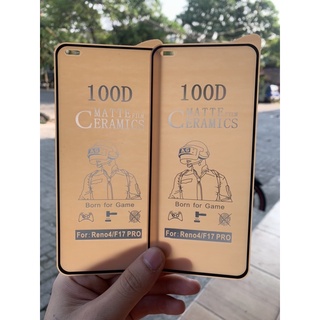 100D
MATTE
CERAMICS
Born for Game
For: Reno4/F17 PRO
100D
MATTE
CERAMICS
Born for Game
For: Reno4/F17 PRO